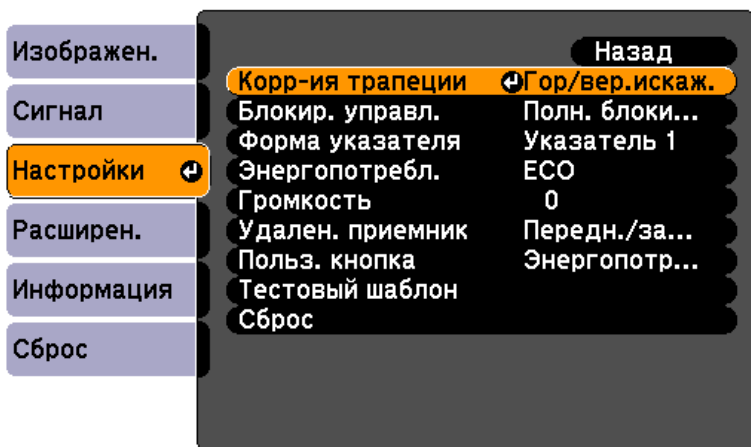 Изображен.
Сигнал
Настройки
Расширен.
Информация
Сброс
Назад
Корр-ия трапеции Гор/вер.искаж.
Блокир. управл. Полн. блоки...
Форма указателя Указатель 1
Энергопотребл. ECO
Громкость 0
Удален. приемник Передн./за...
Польз. кнопка Энергопотр...
Тестовый шаблон
Сброс